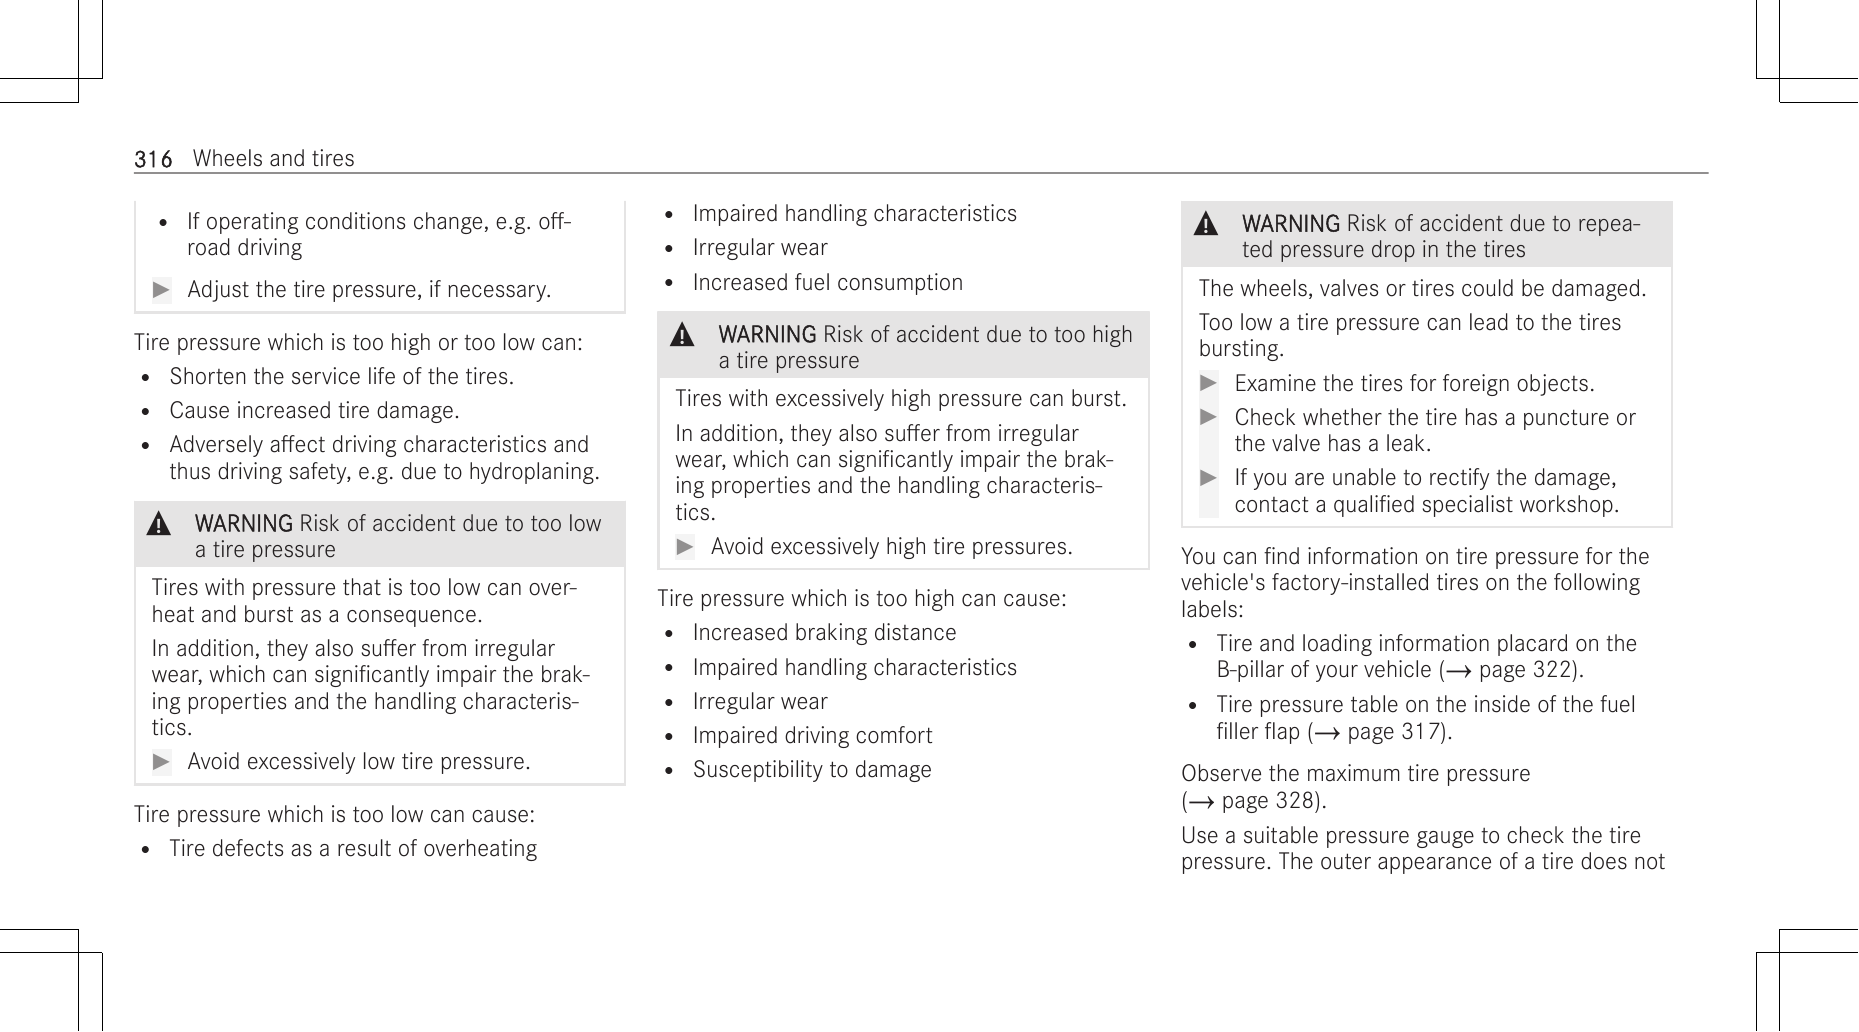 316 Wheels and tires
• If operating conditions change, e.g. off-
road driving
▶ Adjust the tire pressure, if necessary.
Tire pressure which is too high or too low can:
• Shorten the service life of the tires.
• Cause increased tire damage.
• Adversely affect driving characteristics and
thus driving safety, e.g. due to hydroplaning.
WARNING Risk of accident due to too low
a tire pressure
Tires with pressure that is too low can over-
heat and burst as a consequence.
In addition, they also suffer from irregular
wear, which can significantly impair the brak-
ing properties and the handling characteris-
tics.
▶ Avoid excessively low tire pressure.
Tire pressure which is too low can cause:
• Tire defects as a result of overheating
• Impaired handling characteristics
• Irregular wear
• Increased fuel consumption
WARNING Risk of accident due to too high
a tire pressure
Tires with excessively high pressure can burst.
In addition, they also suffer from irregular
wear, which can significantly impair the brak-
ing properties and the handling characteris-
tics.
▶ Avoid excessively high tire pressures.
Tire pressure which is too high can cause:
• Increased braking distance
• Impaired handling characteristics
• Irregular wear
• Impaired driving comfort
• Susceptibility to damage
WARNING Risk of accident due to repea-
ted pressure drop in the tires
The wheels, valves or tires could be damaged.
Too low a tire pressure can lead to the tires
bursting.
▶ Examine the tires for foreign objects.
▶ Check whether the tire has a puncture or
the valve has a leak.
▶ If you are unable to rectify the damage,
contact a qualified specialist workshop.
You can find information on tire pressure for the
vehicle's factory-installed tires on the following
labels:
• Tire and loading information placard on the
B-pillar of your vehicle (→ page 322).
• Tire pressure table on the inside of the fuel
filler flap (→ page 317).
Observe the maximum tire pressure
(→ page 328).
Use a suitable pressure gauge to check the tire
pressure. The outer appearance of a tire does not